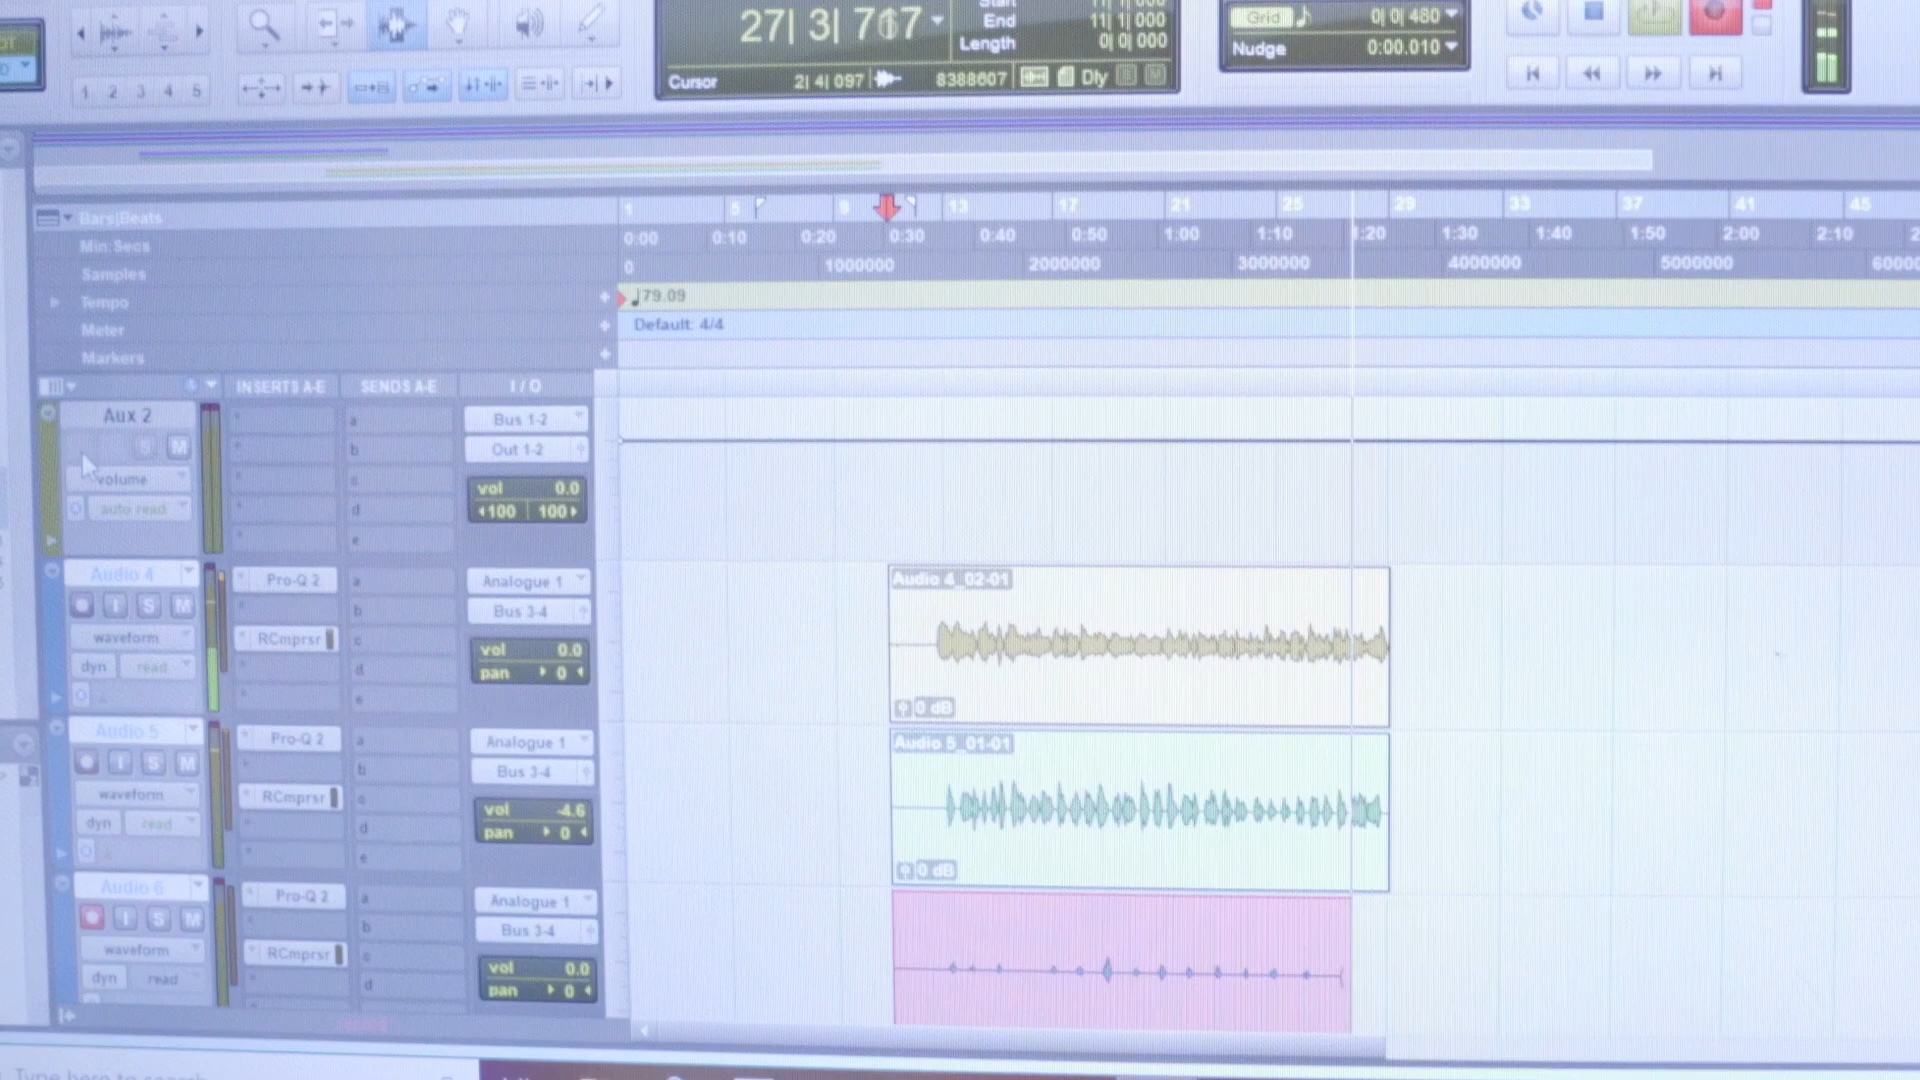 1 2 3 4 5
27| 3| 767
End 11| 1| 000
Length 0| 0| 000
Cursor 2| 4| 097 8388607 Dly
Grid 0| 0| 480
Nudge 0:00.010
Bars|Beats 1 5 9 13 17 21 25 29 33 37 41 45
Min:Secs 0:00 0:10 0:20 0:30 0:40 0:50 1:00 1:10 1:20 1:30 1:40 1:50 2:00 2:10
Samples 0 1000000 2000000 3000000 4000000 5000000
Tempo 79.09
Meter Default: 4/4
Markers
INSERTS A-E SENDS A-E I / O
Aux 2 a Bus 1-2
S M b Out 1-2
volume c vol 0.0
auto read d 100 100
e
Audio 4 Pro-Q 2 a Analogue 1 Audio 4_02-01
I S M b Bus 3-4
waveform RCmprsr c vol 0.0
dyn read d pan 0
e 0 dB
Audio 5 Pro-Q 2 a Analogue 1 Audio 5_01-01
I S M b Bus 3-4
waveform RCmprsr c vol -4.6
dyn read d pan 0
e 0 dB
Audio 6 Pro-Q 2 a Analogue 1
I S M b Bus 3-4
waveform RCmprsr c vol 0.0
dyn read d pan 0
Type here to search